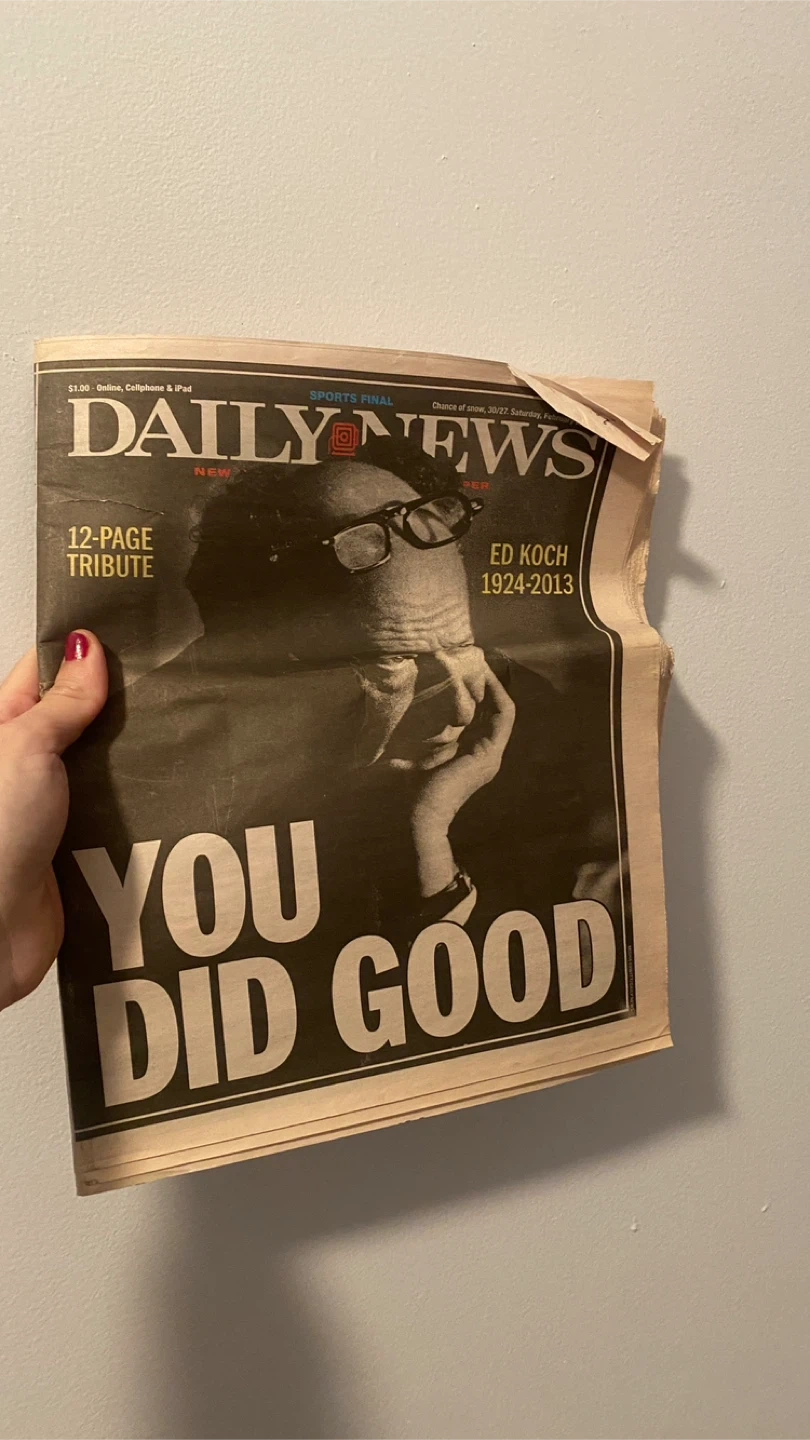 $1.00 · Online, Cellphone & iPad
SPORTS FINAL
Chance of snow, 30/27. Saturday,
DAILY NEWS
12-PAGE
TRIBUTE
ED KOCH
1924-2013
YOU
DID GOOD